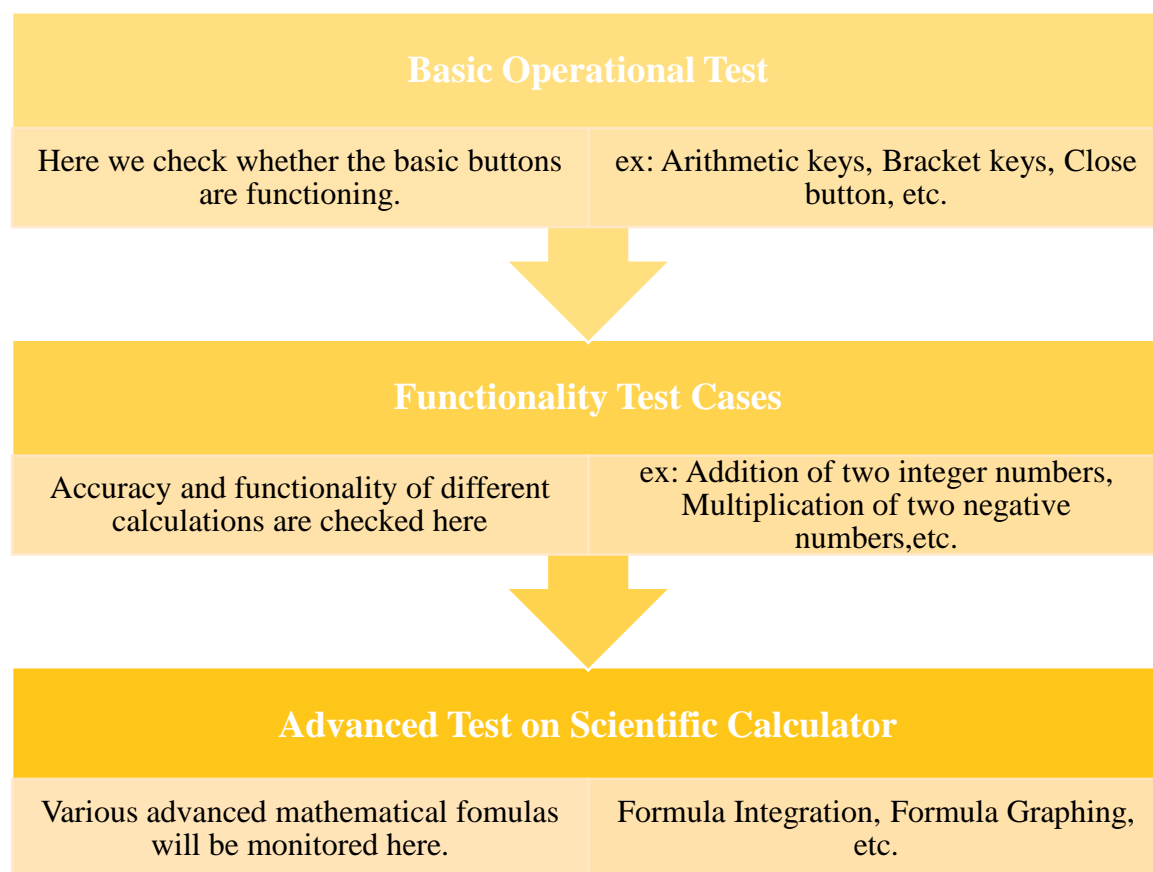 Basic Operational Test
Here we check whether the basic buttons
are functioning.
ex: Arithmetic keys, Bracket keys, Close
button, etc.
Functionality Test Cases
Accuracy and functionality of different
calculations are checked here
ex: Addition of two integer numbers,
Multiplication of two negative
numbers,etc.
Advanced Test on Scientific Calculator
Various advanced mathematical fomulas
will be monitored here.
Formula Integration, Formula Graphing,
etc.